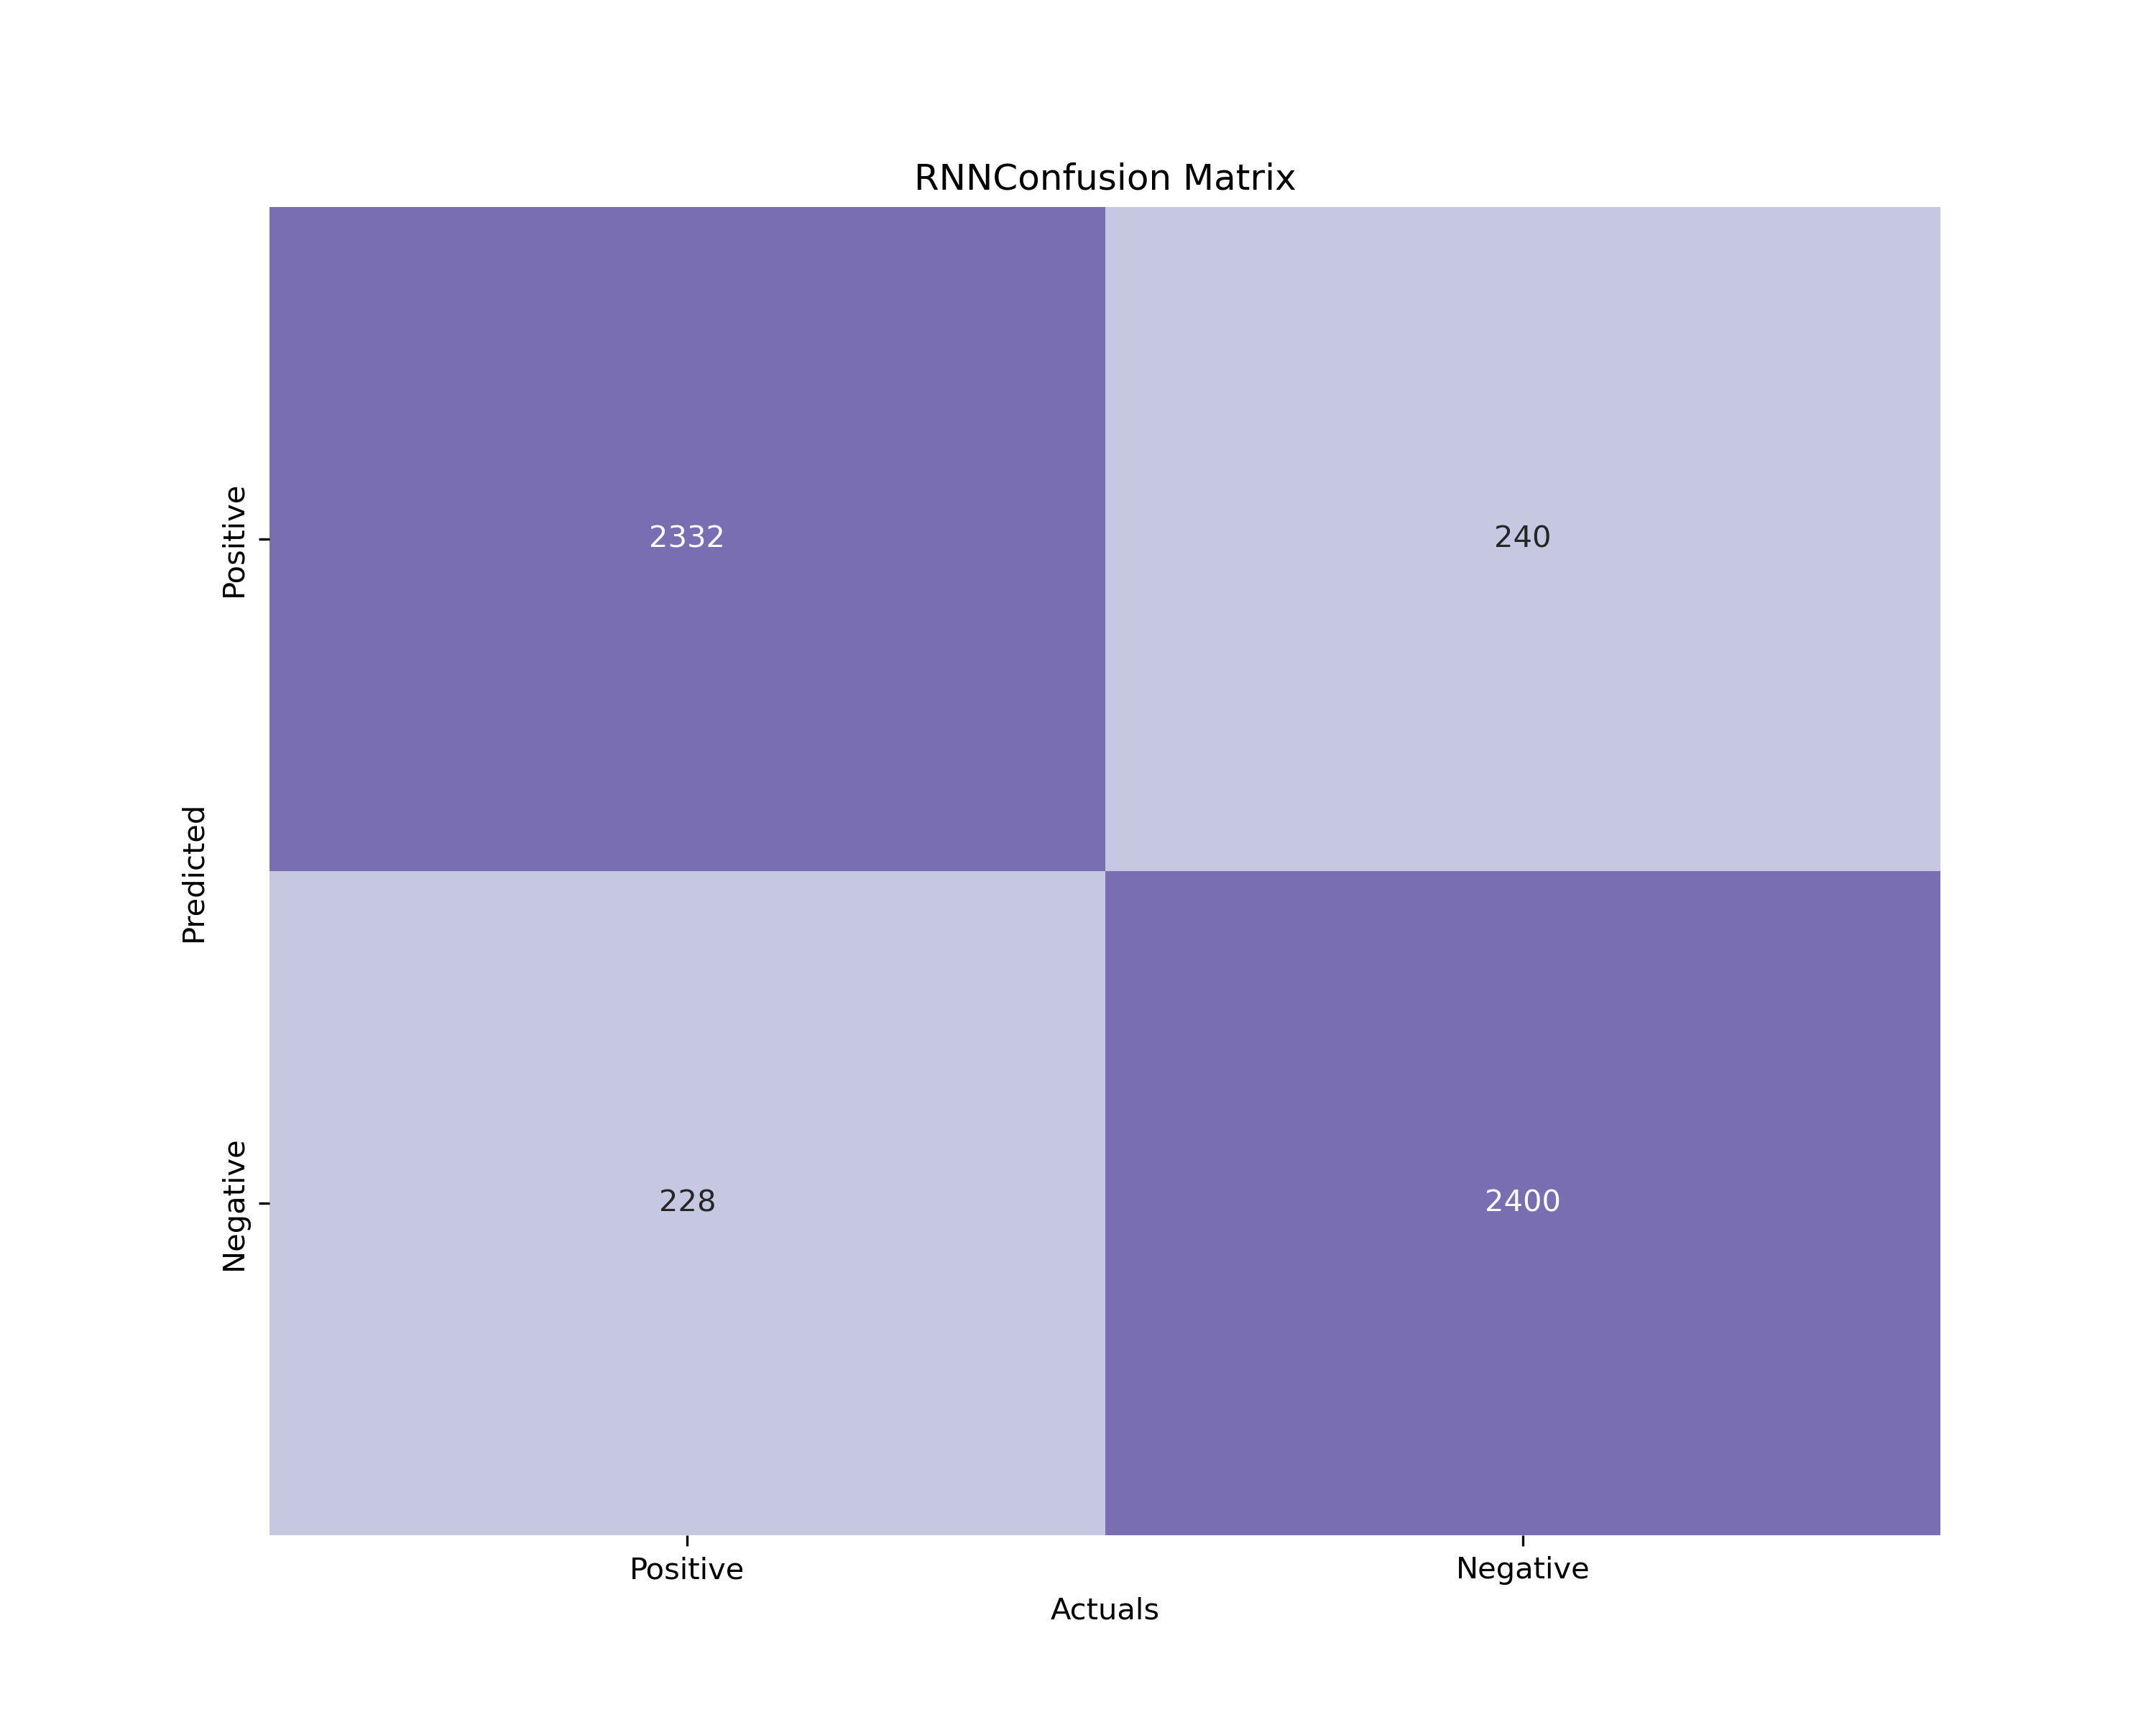 RNNConfusion Matrix
Predicted
Positive
2332
240
Negative
228
2400
Positive
Negative
Actuals